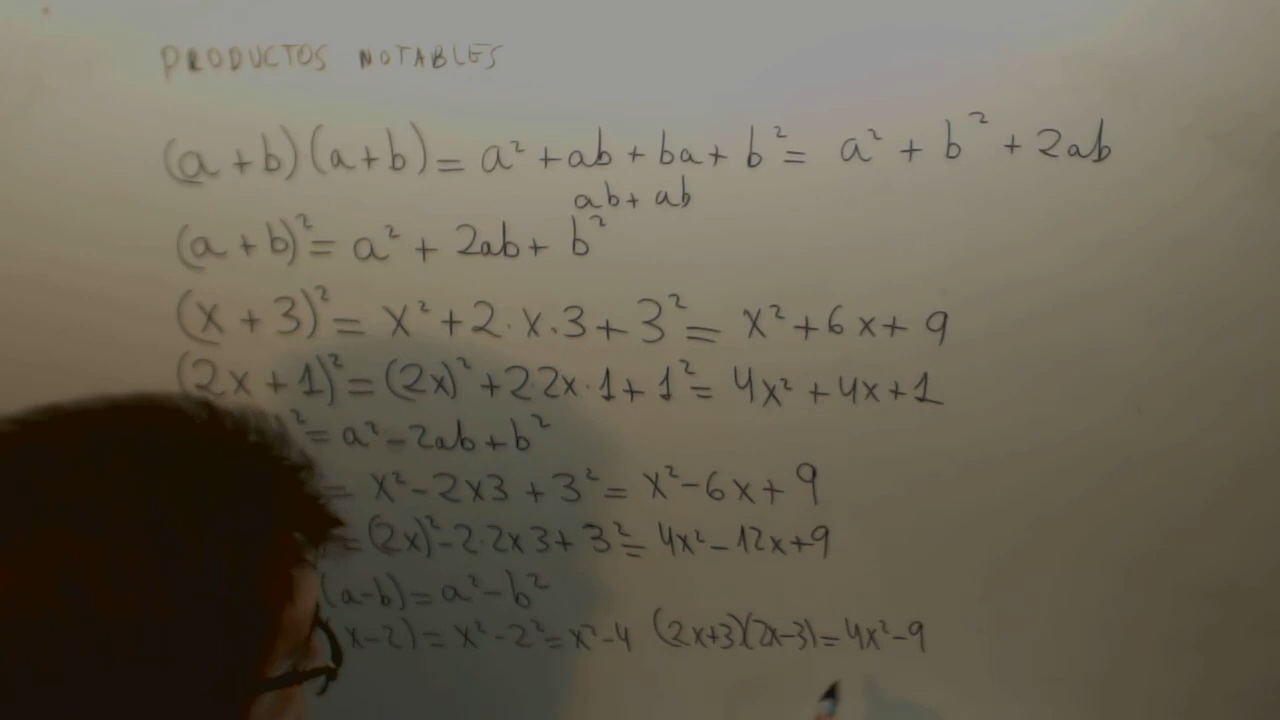 PRODUCTOS NOTABLES
(a+b)(a+b) = a² + ab + ba + b² = a² + b² + 2ab
ab + ab
(a+b)² = a² + 2ab + b²
(x+3)² = x² + 2·x·3 + 3² = x² + 6x + 9
(2x+1)² = (2x)² + 22x·1 + 1² = 4x² + 4x + 1
² = a² - 2ab + b²
= x² - 2x3 + 3² = x² - 6x + 9
= (2x)² - 2·2x3 + 3² = 4x² - 12x + 9
(a-b) = a² - b²
x-2) = x² - 2² = x² - 4 (2x+3)(2x-3) = 4x² - 9